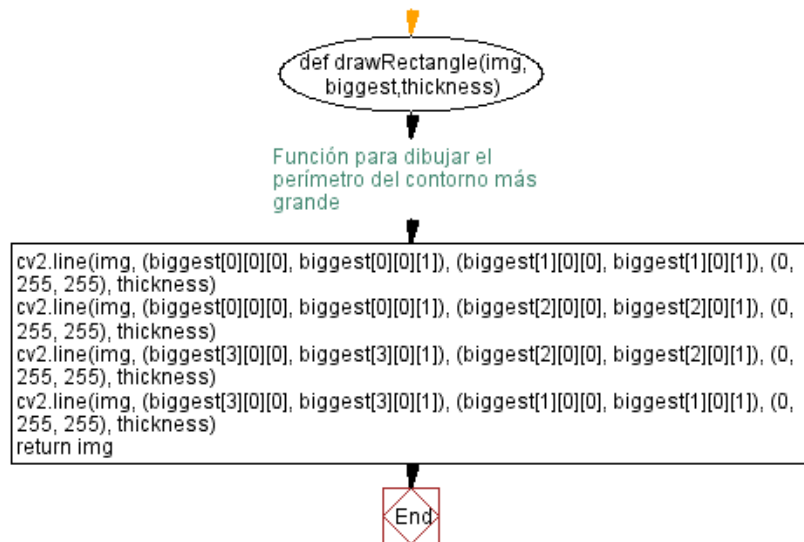 def drawRectangle(img,
biggest,thickness)
Función para dibujar el
perímetro del contorno más
grande
cv2.line(img, (biggest[0][0][0], biggest[0][0][1]), (biggest[1][0][0], biggest[1][0][1]), (0,
255, 255), thickness)
cv2.line(img, (biggest[0][0][0], biggest[0][0][1]), (biggest[2][0][0], biggest[2][0][1]), (0,
255, 255), thickness)
cv2.line(img, (biggest[3][0][0], biggest[3][0][1]), (biggest[2][0][0], biggest[2][0][1]), (0,
255, 255), thickness)
cv2.line(img, (biggest[3][0][0], biggest[3][0][1]), (biggest[1][0][0], biggest[1][0][1]), (0,
255, 255), thickness)
return img
End